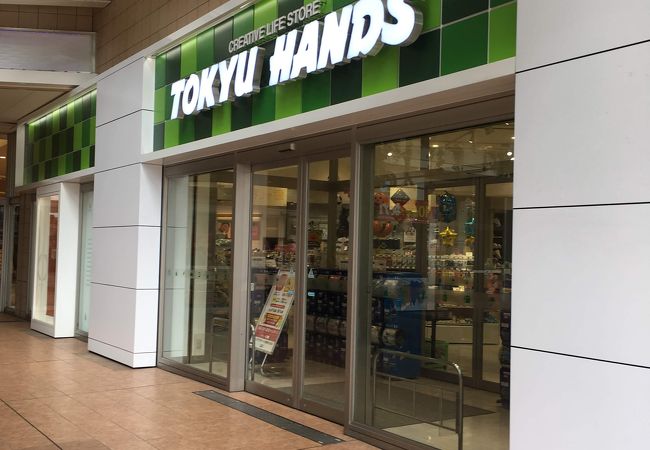 CREATIVE LIFE STORE
TOKYU HANDS